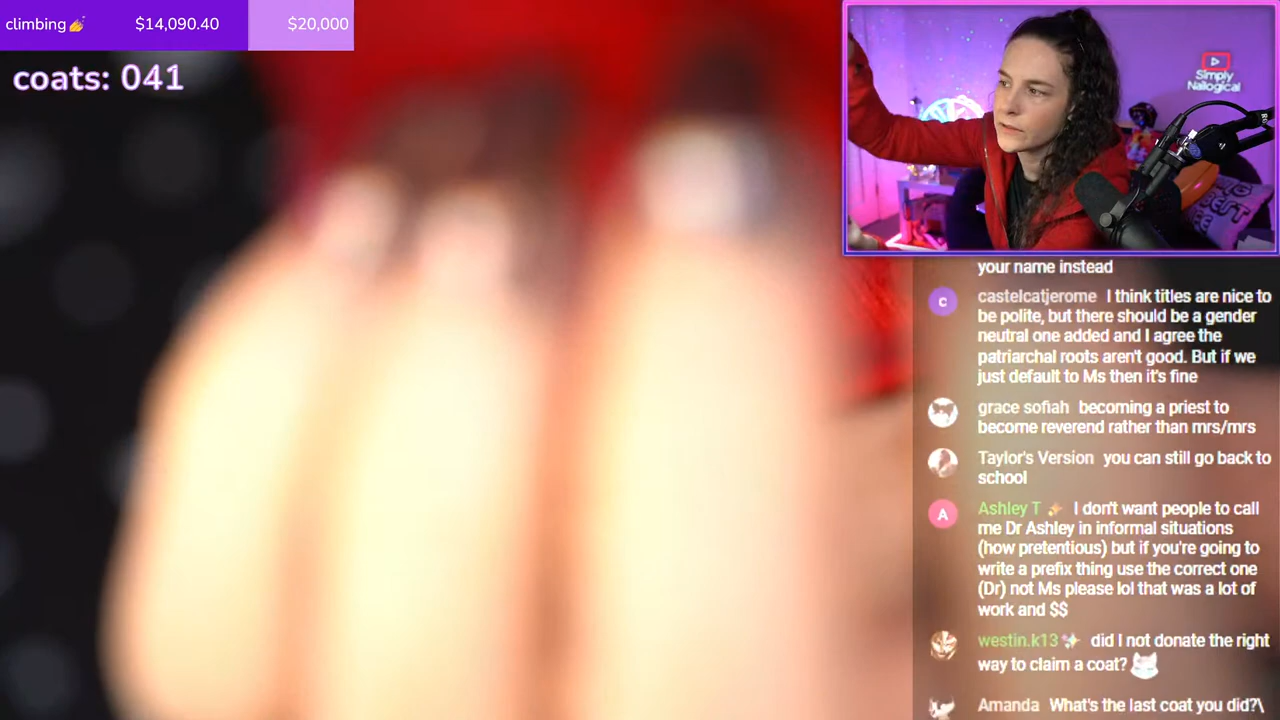 climbing💅 $14,090.40 $20,000
coats: 041
Simply
Nailogical
your name instead
castelcatjerome I think titles are nice to
be polite, but there should be a gender
neutral one added and I agree the
patriarchal roots aren't good. But if we
just default to Ms then it's fine
grace sofiah becoming a priest to
become reverend rather than mrs/mrs
Taylor's Version you can still go back to
school
A Ashley T ✨ I don't want people to call
me Dr Ashley in informal situations
(how pretentious) but if you're going to
write a prefix thing use the correct one
(Dr) not Ms please lol that was a lot of
work and $$
westin.k13✨ did I not donate the right
way to claim a coat?
Amanda What's the last coat you did?\